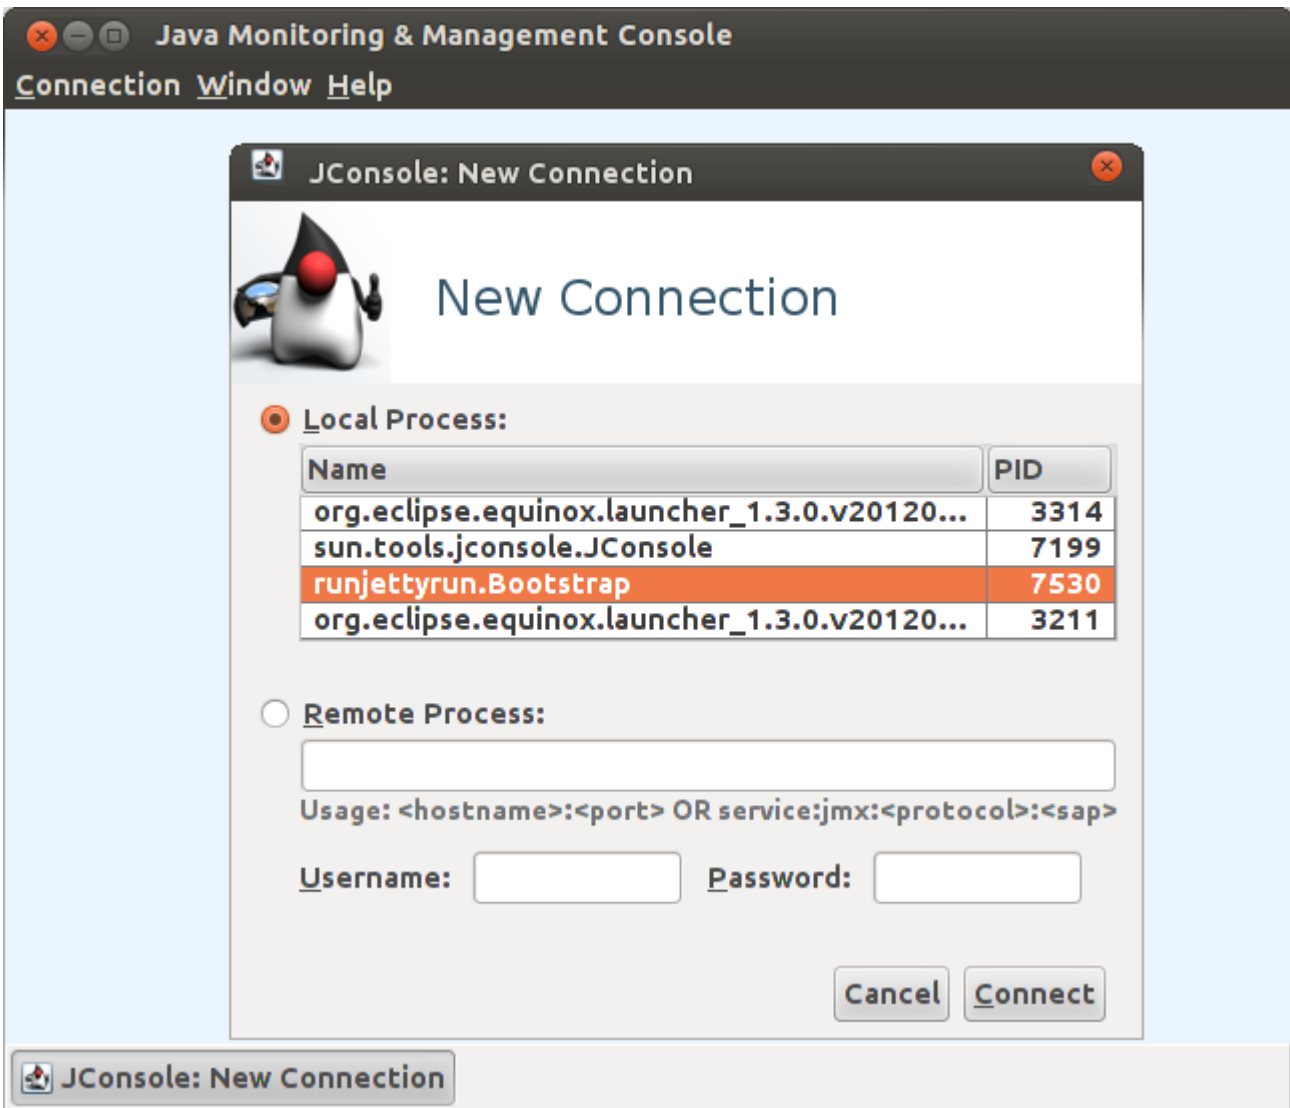 Java Monitoring & Management Console
Connection Window Help
JConsole: New Connection
New Connection
Local Process:
Name PID
org.eclipse.equinox.launcher_1.3.0.v20120... 3314
sun.tools.jconsole.JConsole 7199
runjettyrun.Bootstrap 7530
org.eclipse.equinox.launcher_1.3.0.v20120... 3211
Remote Process:
Usage: <hostname>:<port> OR service:jmx:<protocol>:<sap>
Username: Password:
Cancel Connect
JConsole: New Connection